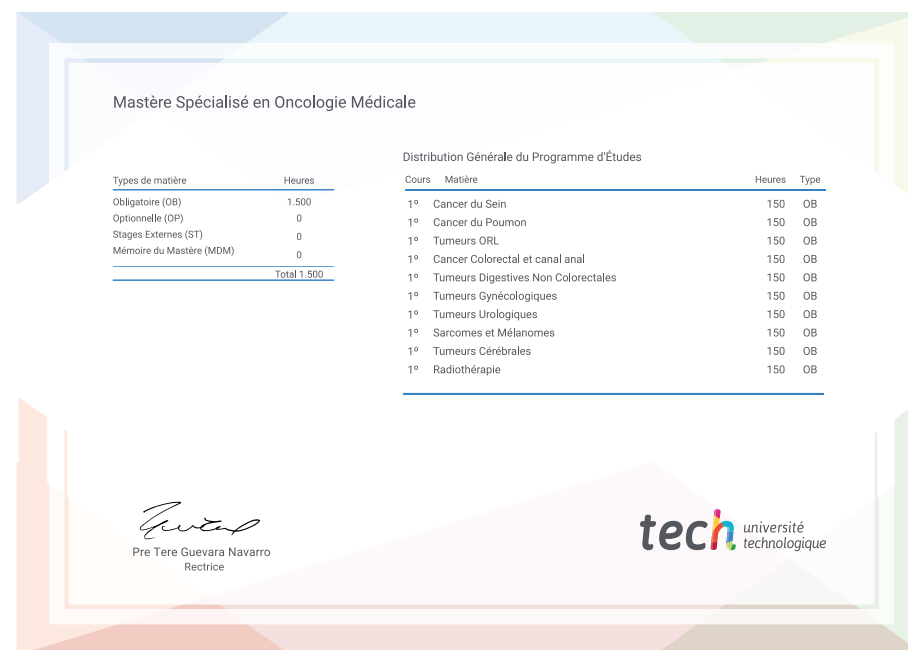 Mastère Spécialisé en Oncologie Médicale
Types de matière Heures
Obligatoire (OB) 1.500
Optionnelle (OP) 0
Stages Externes (ST) 0
Mémoire du Mastère (MDM) 0
Total 1.500
Distribution Générale du Programme d'Études
Cours Matière Heures Type
1º Cancer du Sein 150 OB
1º Cancer du Poumon 150 OB
1º Tumeurs ORL 150 OB
1º Cancer Colorectal et canal anal 150 OB
1º Tumeurs Digestives Non Colorectales 150 OB
1º Tumeurs Gynécologiques 150 OB
1º Tumeurs Urologiques 150 OB
1º Sarcomes et Mélanomes 150 OB
1º Tumeurs Cérébrales 150 OB
1º Radiothérapie 150 OB
Pre Tere Guevara Navarro
Rectrice
tech université
technologique